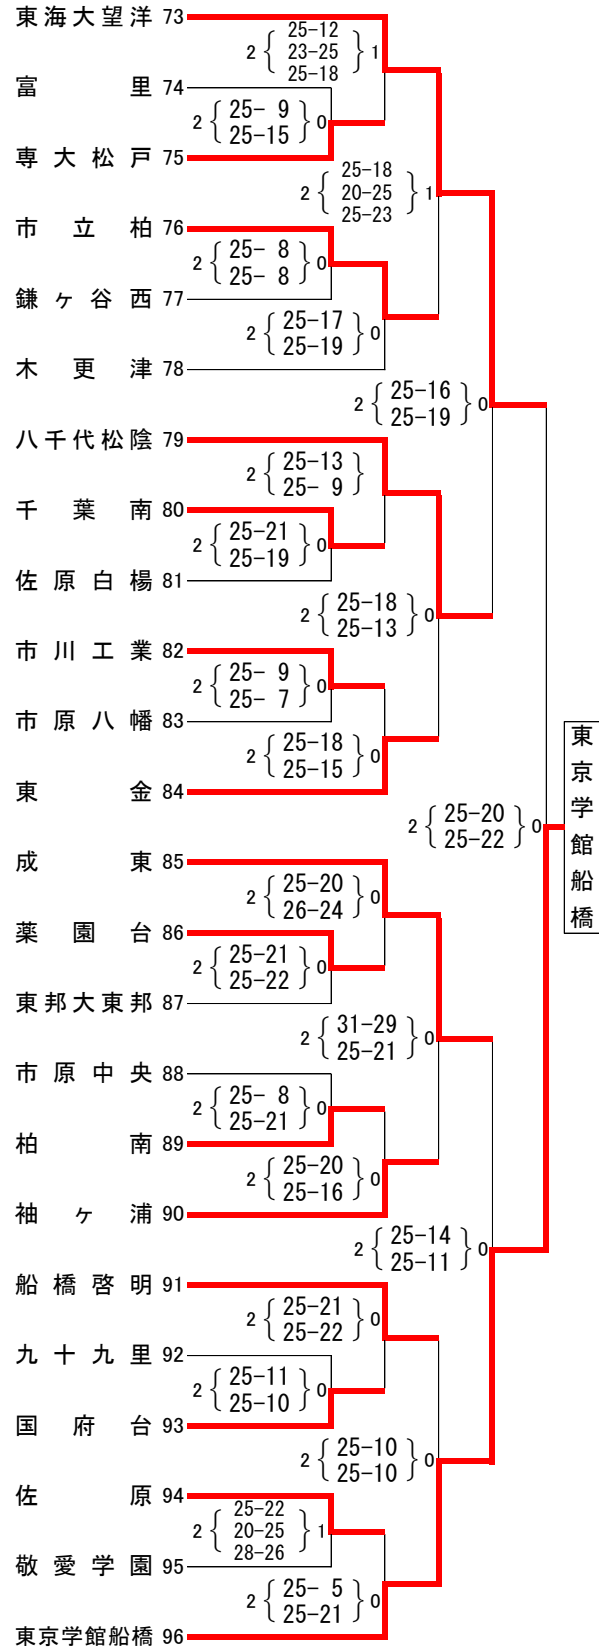 東海大望洋 73
2 25-12 1
23-25
25-18
富里 74
2 25- 9 0
25-15
専大松戸 75
2 25-18 1
20-25
25-23
市立柏 76
2 25- 8 0
25- 8
鎌ヶ谷西 77
2 25-17 0
25-19
木更津 78
2 25-16 0
25-19
八千代松陰 79
2 25-13
25- 9
千葉南 80
2 25-21 0
25-19
佐原白楊 81
2 25-18 0
25-13
市川工業 82
2 25- 9 0
25- 7
市原八幡 83
2 25-18 0
25-15
東金 84
東京学館船橋
2 25-20 0
25-22
成東 85
2 25-20 0
26-24
薬園台 86
2 25-21 0
25-22
東邦大東邦 87
2 31-29 0
25-21
市原中央 88
2 25- 8 0
25-21
柏南 89
2 25-20 0
25-16
袖ヶ浦 90
2 25-14 0
25-11
船橋啓明 91
2 25-21 0
25-22
九十九里 92
2 25-11 0
25-10
国府台 93
2 25-10 0
25-10
佐原 94
2 25-22 1
20-25
28-26
敬愛学園 95
2 25- 5 0
25-21
東京学館船橋 96